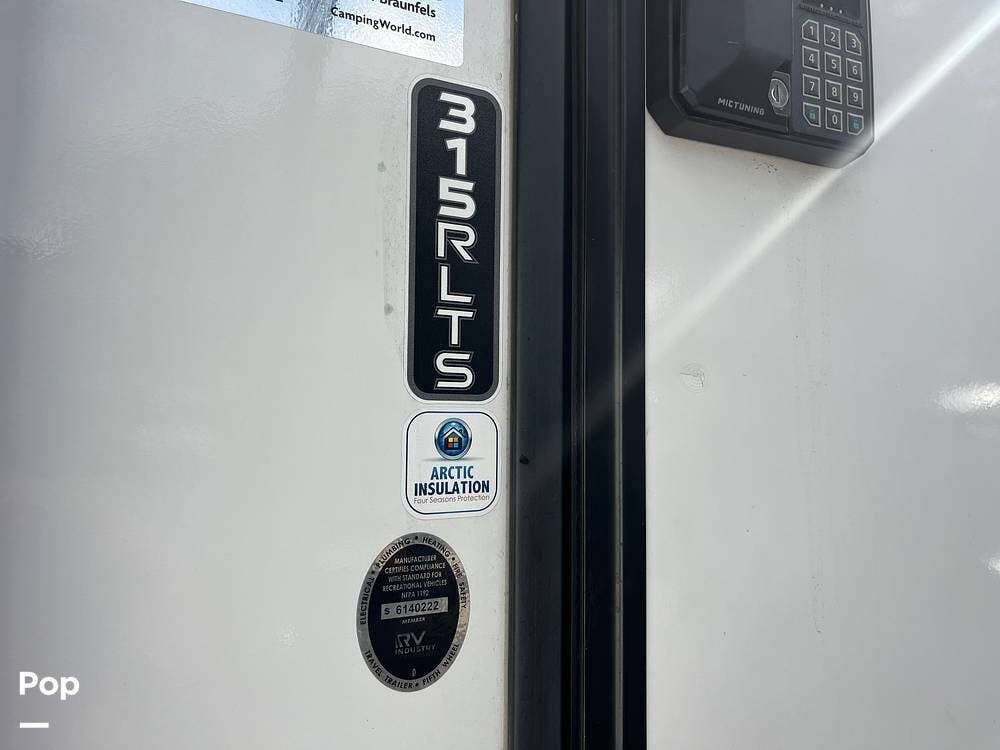 Braunfels
CampingWorld.com
1 2 3
4 5 6
7 8 9
0
MICTUNING
315RLTS
ARCTIC
INSULATION
Four Seasons Protection
ELECTRICAL • PLUMBING • HEATING • FIRE SAFETY
MANUFACTURER
CERTIFIES COMPLIANCE
WITH STANDARD FOR
RECREATIONAL VEHICLES
NFPA 1192
S 6140222
MEMBER
RV
INDUSTRY
D
TRAVEL TRAILER • FIFTH WHEEL
Pop